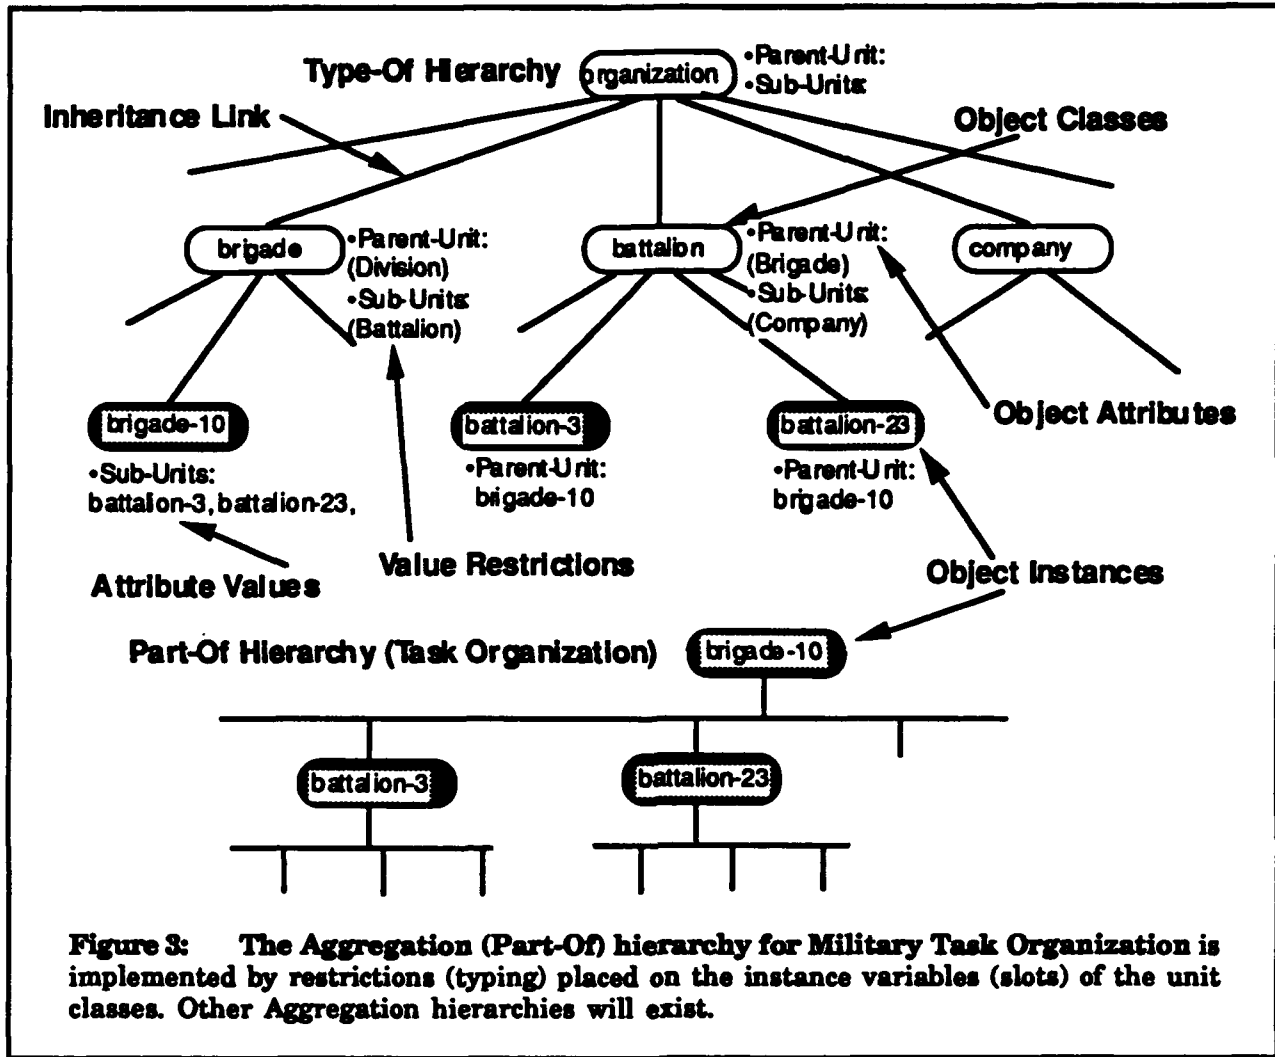 Type-Of Hierarchy
organization
•Parent-Unit:
•Sub-Units:
Inheritance Link
Object Classes
brigade
•Parent-Unit:
(Division)
•Sub-Units:
(Battalion)
battalion
•Parent-Unit:
(Brigade)
•Sub-Units:
(Company)
company
brigade-10
•Sub-Units:
battalion-3, battalion-23,
battalion-3
•Parent-Unit:
brigade-10
battalion-23
•Parent-Unit:
brigade-10
Object Attributes
Attribute Values
Value Restrictions
Object Instances
Part-Of Hierarchy (Task Organization)
brigade-10
battalion-3
battalion-23
Figure 3: The Aggregation (Part-Of) hierarchy for Military Task Organization is
implemented by restrictions (typing) placed on the instance variables (slots) of the unit
classes. Other Aggregation hierarchies will exist.